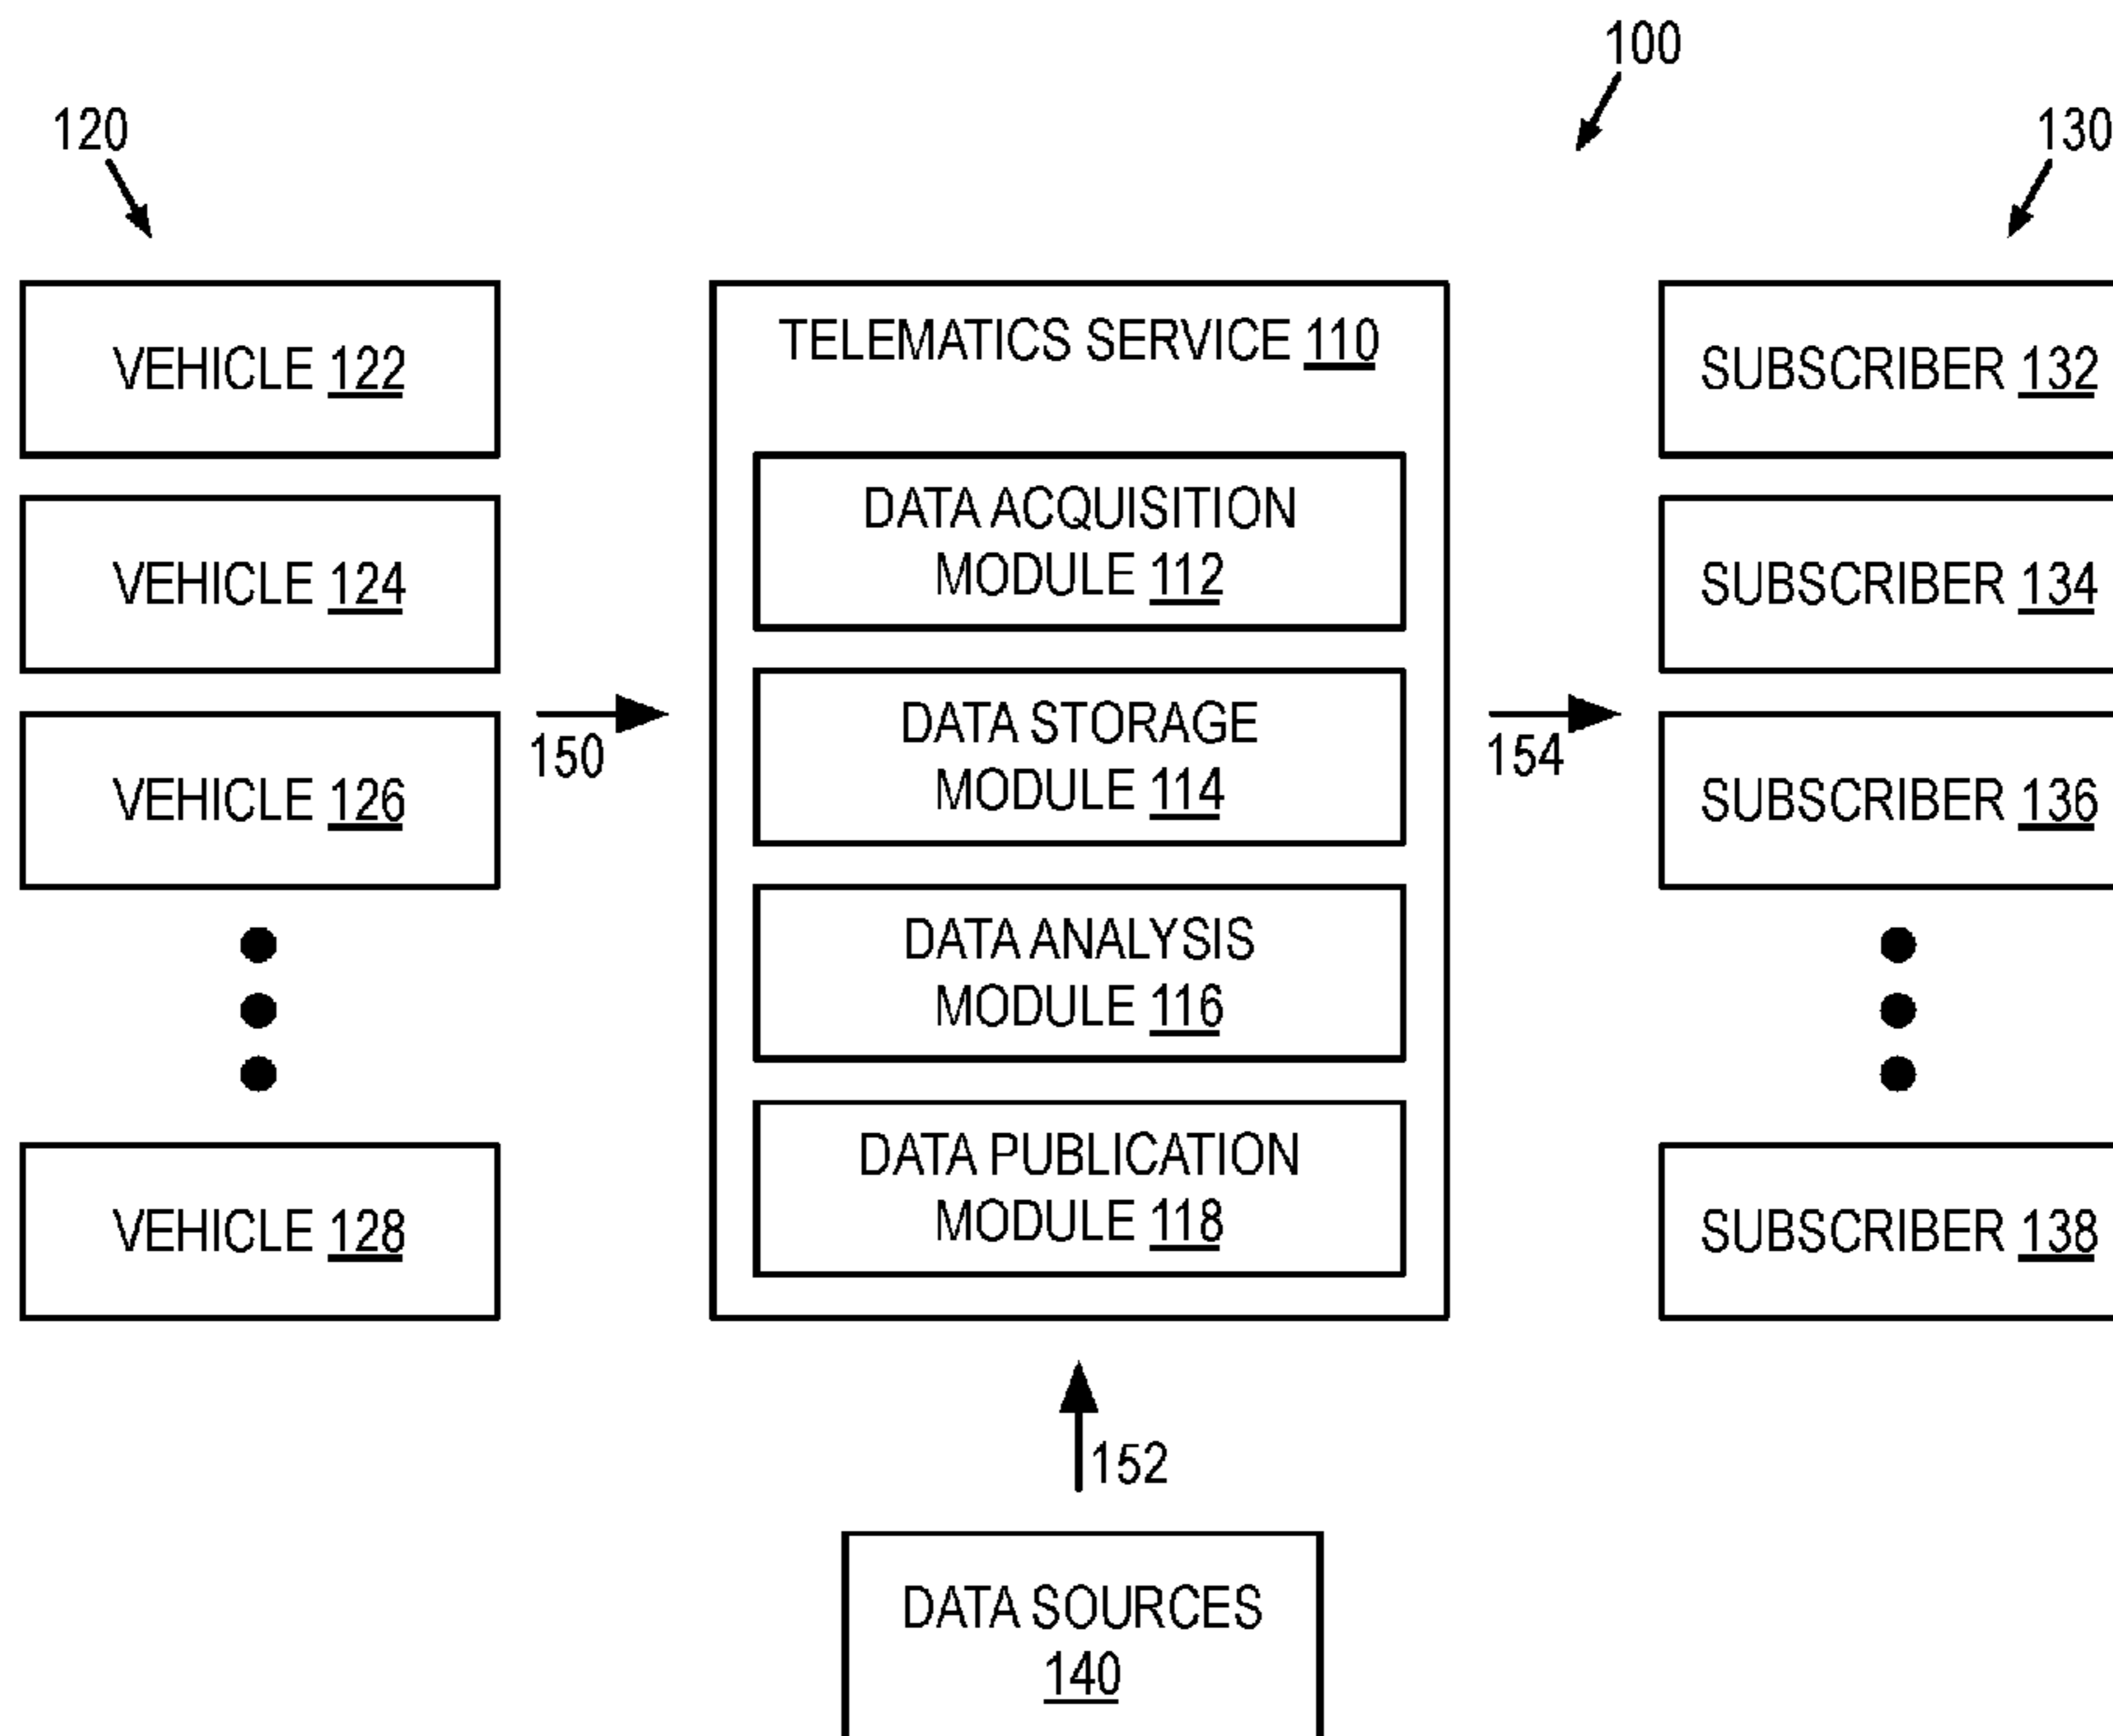 100
120
130
VEHICLE 122
VEHICLE 124
VEHICLE 126
VEHICLE 128
150
TELEMATICS SERVICE 110
DATA ACQUISITION
MODULE 112
DATA STORAGE
MODULE 114
DATA ANALYSIS
MODULE 116
DATA PUBLICATION
MODULE 118
154
SUBSCRIBER 132
SUBSCRIBER 134
SUBSCRIBER 136
SUBSCRIBER 138
152
DATA SOURCES
140